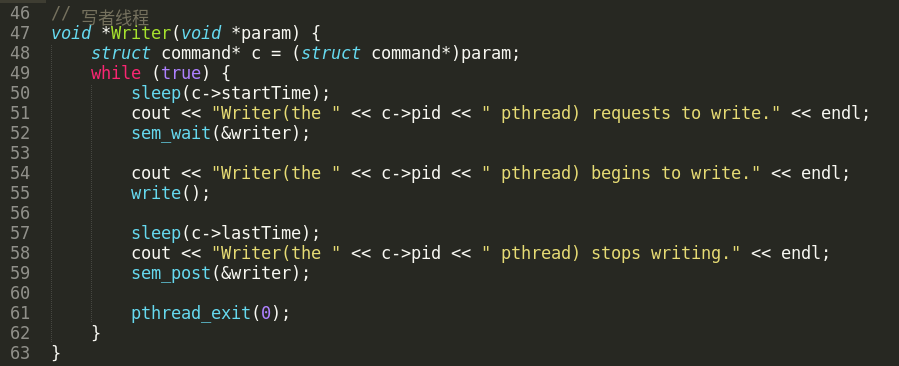 46 // 写者线程
47 void *Writer(void *param) {
48     struct command* c = (struct command*)param;
49     while (true) {
50         sleep(c->startTime);
51         cout << "Writer(the " << c->pid << " pthread) requests to write." << endl;
52         sem_wait(&writer);
53
54         cout << "Writer(the " << c->pid << " pthread) begins to write." << endl;
55         write();
56
57         sleep(c->lastTime);
58         cout << "Writer(the " << c->pid << " pthread) stops writing." << endl;
59         sem_post(&writer);
60
61         pthread_exit(0);
62     }
63 }